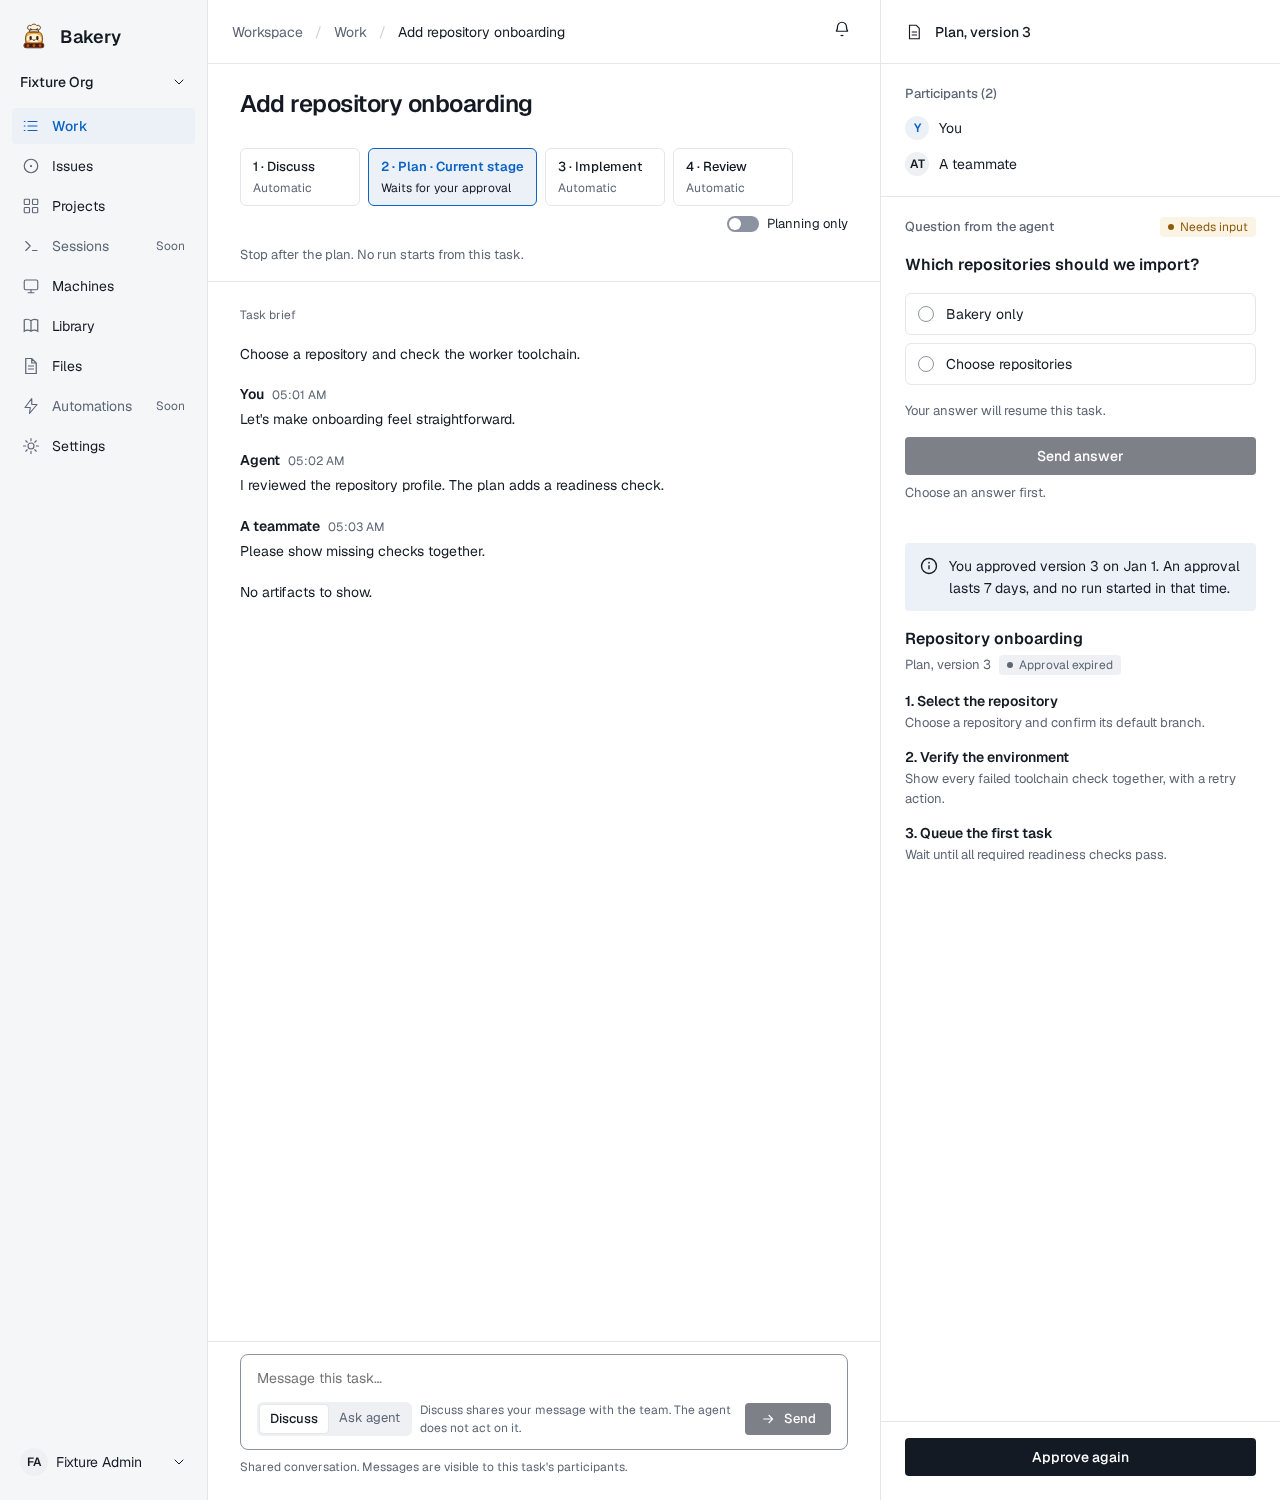 Bakery
Fixture Org
Work
Issues
Projects
Sessions Soon
Machines
Library
Files
Automations Soon
Settings
FA Fixture Admin
Workspace / Work / Add repository onboarding
Add repository onboarding
1 · Discuss
Automatic
2 · Plan · Current stage
Waits for your approval
3 · Implement
Automatic
4 · Review
Automatic
Planning only
Stop after the plan. No run starts from this task.
Task brief
Choose a repository and check the worker toolchain.
You 05:01 AM
Let's make onboarding feel straightforward.
Agent 05:02 AM
I reviewed the repository profile. The plan adds a readiness check.
A teammate 05:03 AM
Please show missing checks together.
No artifacts to show.
Message this task...
Discuss Ask agent
Discuss shares your message with the team. The agent
does not act on it.
Send
Shared conversation. Messages are visible to this task's participants.
Plan, version 3
Participants (2)
Y You
AT A teammate
Question from the agent Needs input
Which repositories should we import?
Bakery only
Choose repositories
Your answer will resume this task.
Send answer
Choose an answer first.
You approved version 3 on Jan 1. An approval
lasts 7 days, and no run started in that time.
Repository onboarding
Plan, version 3 Approval expired
1. Select the repository
Choose a repository and confirm its default branch.
2. Verify the environment
Show every failed toolchain check together, with a retry
action.
3. Queue the first task
Wait until all required readiness checks pass.
Approve again